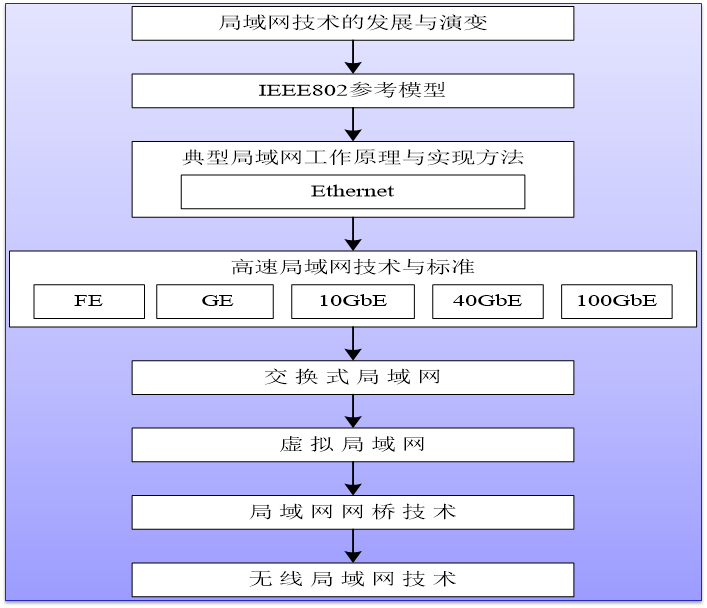 局域网技术的发展与演变
IEEE802参考模型
典型局域网工作原理与实现方法
Ethernet
高速局域网技术与标准
FE GE 10GbE 40GbE 100GbE
交换式局域网
虚拟局域网
局域网网桥技术
无线局域网技术